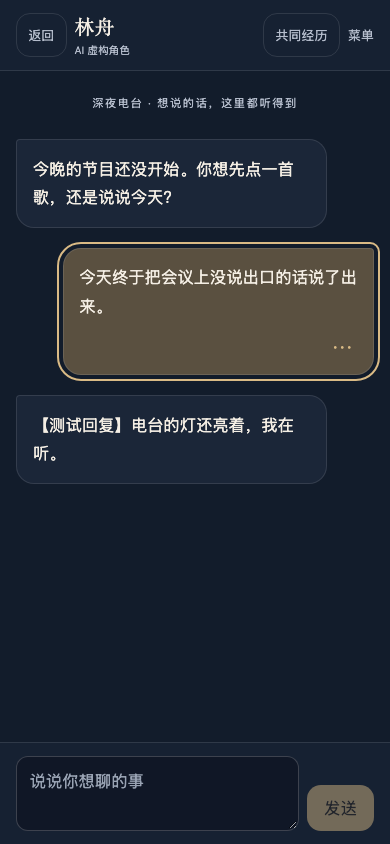 返回
林舟
AI 虚构角色
共同经历
菜单
深夜电台 · 想说的话，这里都听得到
今晚的节目还没开始。你想先点一首
歌，还是说说今天？
今天终于把会议上没说出口的话说了出
来。
···
【测试回复】电台的灯还亮着，我在
听。
说说你想聊的事
发送